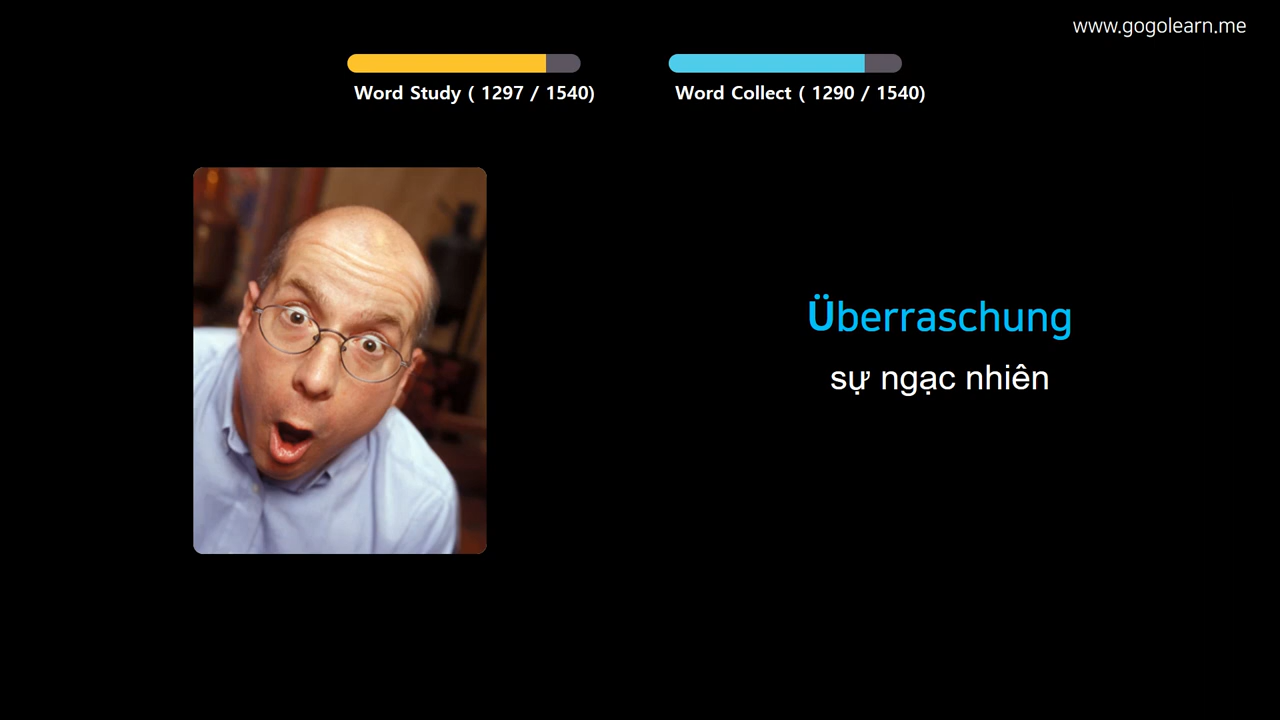 www.gogolearn.me
Word Study ( 1297 / 1540)
Word Collect ( 1290 / 1540)
Überraschung
sự ngạc nhiên